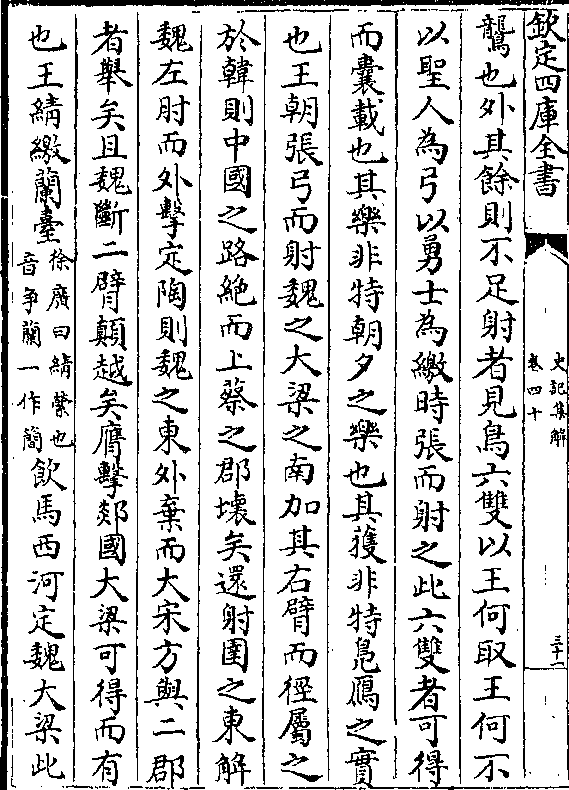 欽定四庫全書
史記集解
卷四十
三十一
鸗也外其餘則不足射者見鳥六雙以王何取王何不
以聖人為弓以勇士為繳時張而射之此六雙者可得
而囊載也其樂非特朝夕之樂也其獲非特鳧鴈之實
也王朝張弓而射魏之大梁之南加其右臂而徑屬之
於韓則中國之路絶而上蔡之郡壞矣還射圉之東解
魏左肘而外擊定陶則魏之東外棄而大宋方與二郡
者舉矣且魏斷二臂顛越矣膺擊郯國大梁可得而有
也王綪繳蘭臺徐廣曰綪縈也
音争蘭一作簡飲馬西河定魏大梁此